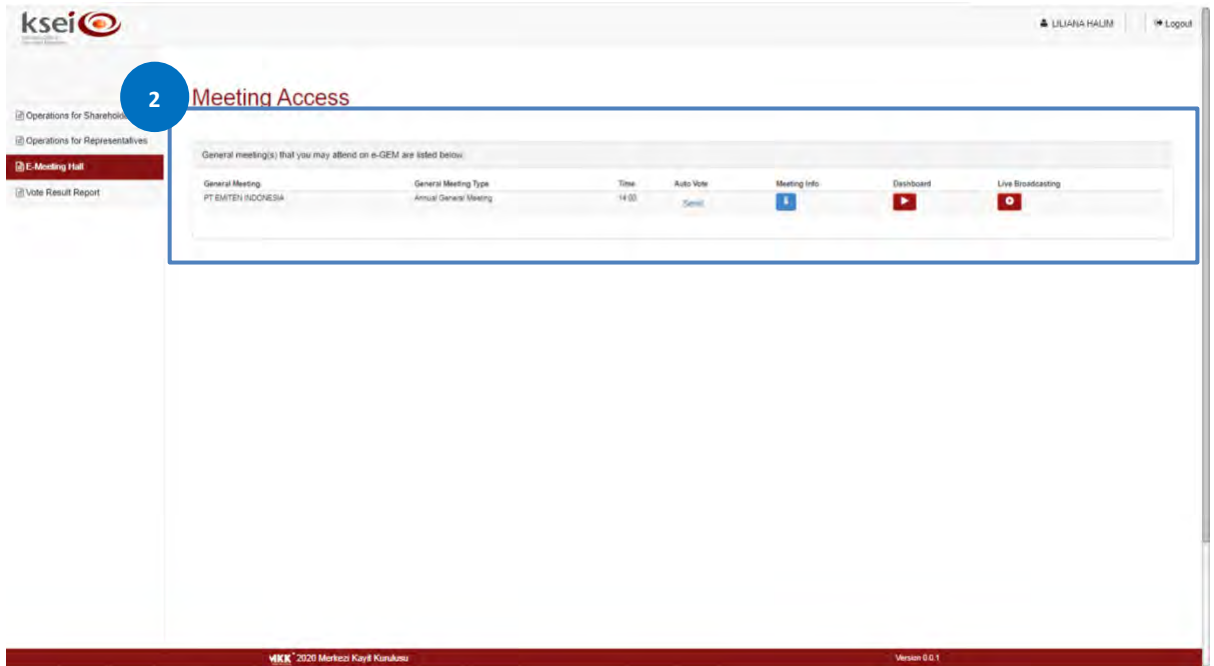 ksei
LILIANA HALIM
Logout
2
Meeting Access
Operations for Sharehold
Operations for Representatives
E-Meeting Hall
Vote Result Report
General meeting(s) that you may attend on e-GEM are listed below.
General Meeting General Meeting Type Time Auto Vote Meeting Info Dashboard Live Broadcasting
PT EMITEN INDONESIA Annual General Meeting 14:00 Send
MKK 2020 Merkezi Kayit Kurulusu Version 0.0.1